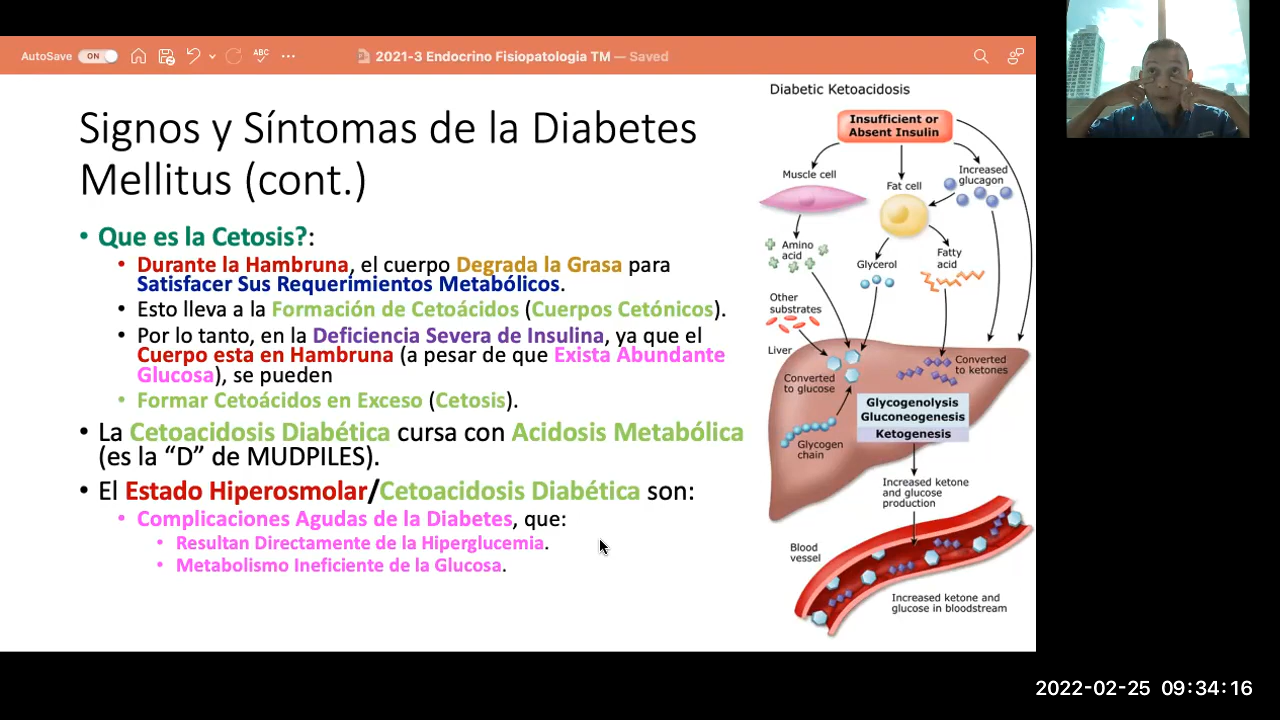 AutoSave ON ABC 2021-3 Endocrino Fisiopatologia TM — Saved
Signos y Síntomas de la Diabetes
Mellitus (cont.)
• Que es la Cetosis?:
• Durante la Hambruna, el cuerpo Degrada la Grasa para
Satisfacer Sus Requerimientos Metabólicos.
• Esto lleva a la Formación de Cetoácidos (Cuerpos Cetónicos).
• Por lo tanto, en la Deficiencia Severa de Insulina, ya que el
Cuerpo esta en Hambruna (a pesar de que Exista Abundante
Glucosa), se pueden
• Formar Cetoácidos en Exceso (Cetosis).
• La Cetoacidosis Diabética cursa con Acidosis Metabólica
(es la “D” de MUDPILES).
• El Estado Hiperosmolar/Cetoacidosis Diabética son:
• Complicaciones Agudas de la Diabetes, que:
• Resultan Directamente de la Hiperglucemia.
• Metabolismo Ineficiente de la Glucosa.
Diabetic Ketoacidosis
Insufficient or
Absent Insulin
Muscle cell
Fat cell
Increased
glucagon
Amino
acid
Glycerol
Fatty
acid
Other
substrates
Liver
Converted
to glucose
Converted
to ketones
Glycogenolysis
Gluconeogenesis
Ketogenesis
Glycogen
chain
Increased ketone
and glucose
production
Blood
vessel
Increased ketone and
glucose in bloodstream
2022-02-25 09:34:16